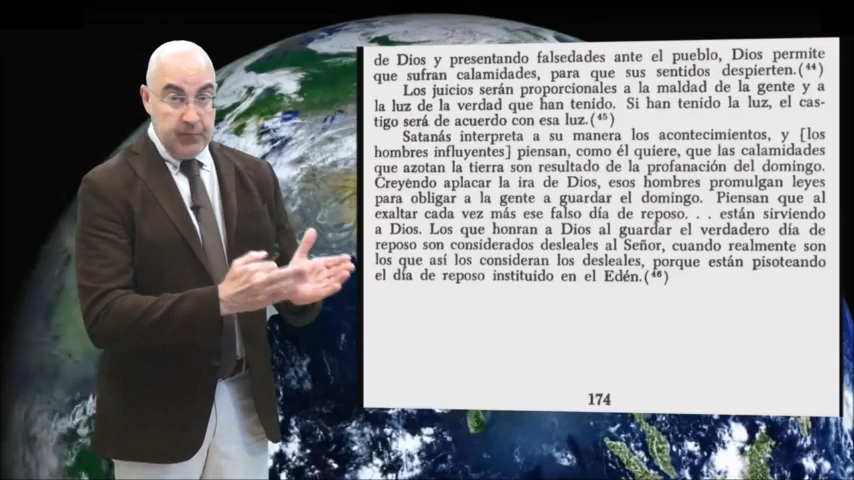 de Dios y presentando falsedades ante el pueblo, Dios permite
que sufran calamidades, para que sus sentidos despierten.(⁴⁴)
Los juicios serán proporcionales a la maldad de la gente y a
la luz de la verdad que han tenido. Si han tenido la luz, el cas-
tigo será de acuerdo con esa luz.(⁴⁵)
Satanás interpreta a su manera los acontecimientos, y [los
hombres influyentes] piensan, como él quiere, que las calamidades
que azotan la tierra son resultado de la profanación del domingo.
Creyendo aplacar la ira de Dios, esos hombres promulgan leyes
para obligar a la gente a guardar el domingo. Piensan que al
exaltar cada vez más ese falso día de reposo. . . están sirviendo
a Dios. Los que honran a Dios al guardar el verdadero día de
reposo son considerados desleales al Señor, cuando realmente son
los que así los consideran los desleales, porque están pisoteando
el día de reposo instituido en el Edén.(⁴⁶)
174